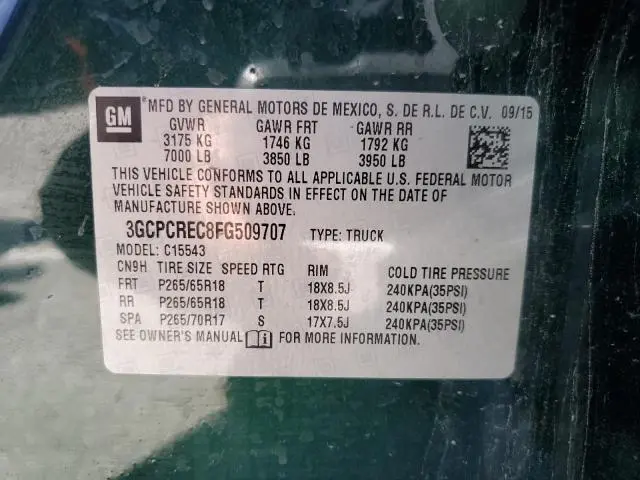 GM *MFD BY GENERAL MOTORS DE MEXICO, S. DE R.L. DE C.V. 09/15
GVWR GAWR FRT GAWR RR
3175 KG 1746 KG 1792 KG
7000 LB 3850 LB 3950 LB
THIS VEHICLE CONFORMS TO ALL APPLICABLE U.S. FEDERAL MOTOR
VEHICLE SAFETY STANDARDS IN EFFECT ON THE DATE OF
MANUFACTURE SHOWN ABOVE.
3GCPCREC8FG509707 TYPE: TRUCK
MODEL: C15543
CN9H TIRE SIZE SPEED RTG RIM COLD TIRE PRESSURE
FRT P265/65R18 T 18X8.5J 240KPA(35PSI)
RR P265/65R18 T 18X8.5J 240KPA(35PSI)
SPA P265/70R17 S 17X7.5J 240KPA(35PSI)
SEE OWNER'S MANUAL FOR MORE INFORMATION